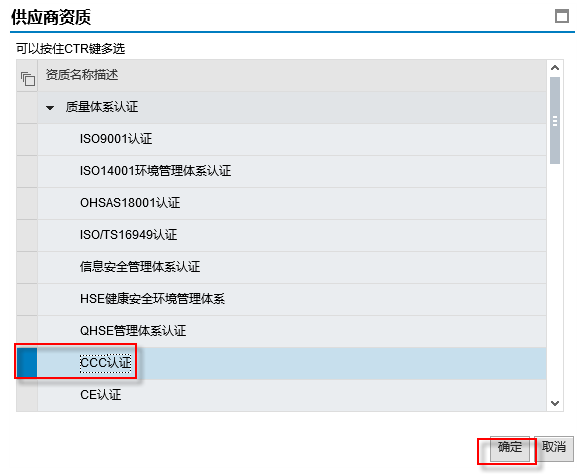 供应商资质
可以按住CTR键多选
资质名称描述
质量体系认证
ISO9001认证
ISO14001环境管理体系认证
OHSAS18001认证
ISO/TS16949认证
信息安全管理体系认证
HSE健康安全环境管理体系
QHSE管理体系认证
CCC认证
CE认证
确定 取消